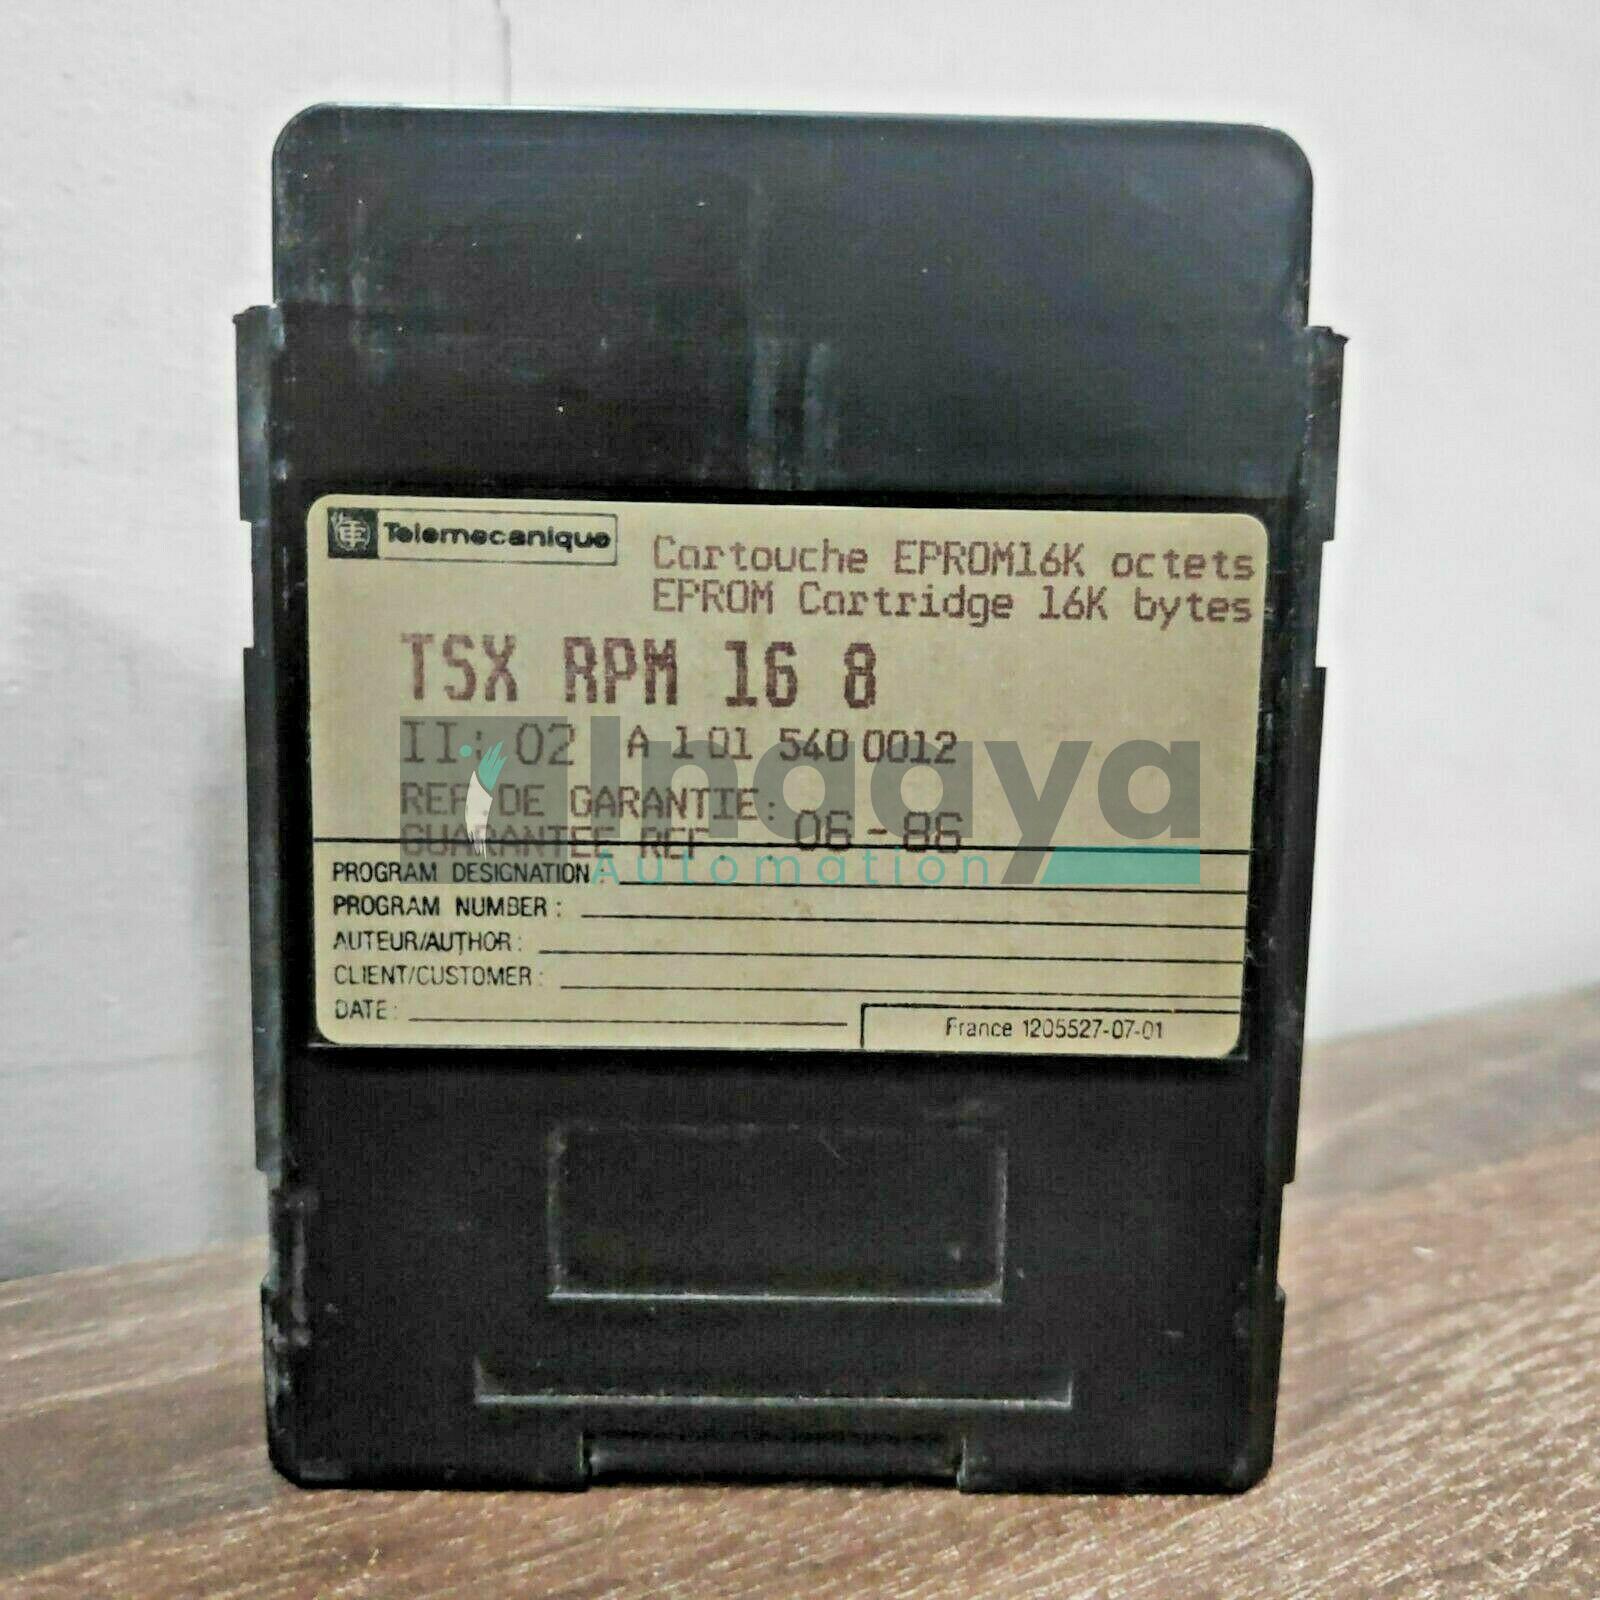 Telemecanique
Cartouche EPROM16K octets
EPROM Cartridge 16K bytes
TSX RPM 16 8
II: 02 A 1 01 540 0012
REF DE GARANTIE:
GUARANTEE REF : 06-86
PROGRAM DESIGNATION:
PROGRAM NUMBER:
AUTEUR/AUTHOR:
CLIENT/CUSTOMER:
DATE:
France 1205527-07-01
Inaaya
Automation